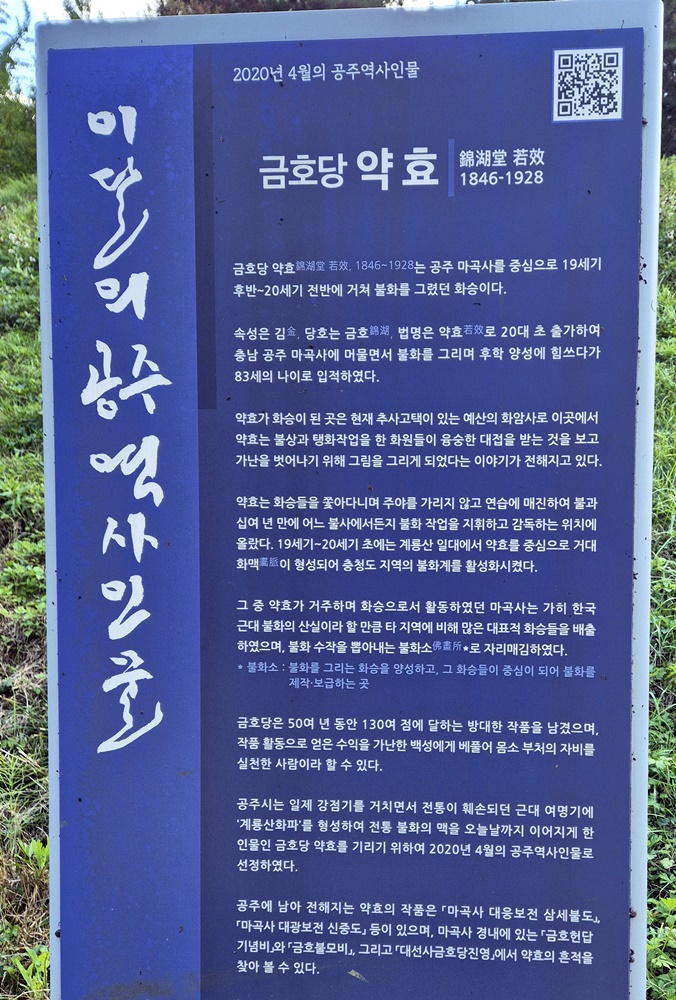 이달의 공주 역사인물
2020년 4월의 공주역사인물
금호당 약효 錦湖堂 若效
1846-1928
금호당 약효錦湖堂 若效, 1846~1928는 공주 마곡사를 중심으로 19세기
후반~20세기 전반에 거쳐 불화를 그렸던 화승이다.
속성은 김金, 당호는 금호錦湖, 법명은 약효若效로 20대 초 출가하여
충남 공주 마곡사에 머물면서 불화를 그리며 후학 양성에 힘쓰다가
83세의 나이로 입적하였다.
약효가 화승이 된 곳은 현재 추사고택이 있는 예산의 화암사로 이곳에서
약효는 불상과 탱화작업을 한 화원들이 융숭한 대접을 받는 것을 보고
가난을 벗어나기 위해 그림을 그리게 되었다는 이야기가 전해지고 있다.
약효는 화승들을 쫓아다니며 주야를 가리지 않고 연습에 매진하여 불과
십여 년 만에 어느 불사에서든지 불화 작업을 지휘하고 감독하는 위치에
올랐다. 19세기~20세기 초에는 계룡산 일대에서 약효를 중심으로 거대
화맥畵脈이 형성되어 충청도 지역의 불화계를 활성화시켰다.
그 중 약효가 거주하며 화승으로서 활동하였던 마곡사는 가히 한국
근대 불화의 산실이라 할 만큼 타 지역에 비해 많은 대표적 화승들을 배출
하였으며, 불화 수작을 뽑아내는 불화소佛畫所*로 자리매김하였다.
* 불화소 : 불화를 그리는 화승을 양성하고, 그 화승들이 중심이 되어 불화를
제작·보급하는 곳
금호당은 50여 년 동안 130여 점에 달하는 방대한 작품을 남겼으며,
작품 활동으로 얻은 수익을 가난한 백성에게 베풀어 몸소 부처의 자비를
실천한 사람이라 할 수 있다.
공주시는 일제 강점기를 거치면서 전통이 훼손되던 근대 여명기에
'계룡산화파'를 형성하여 전통 불화의 맥을 오늘날까지 이어지게 한
인물인 금호당 약효를 기리기 위하여 2020년 4월의 공주역사인물로
선정하였다.
공주에 남아 전해지는 약효의 작품은 「마곡사 대웅보전 삼세불도」,
「마곡사 대광보전 신중도」 등이 있으며, 마곡사 경내에 있는 「금호헌답
기념비」와 「금호불모비」, 그리고 「대선사금호당진영」에서 약효의 흔적을
찾아 볼 수 있다.